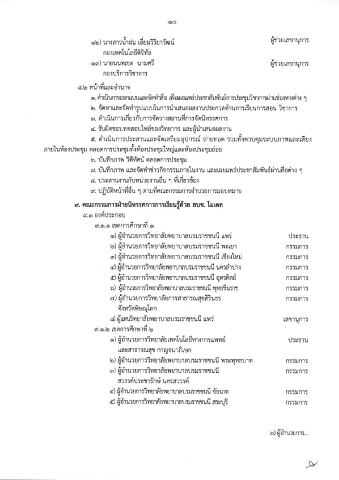 -๑๐-
๑๒) นางสาวน้ำฝน เอี่ยมวิริยาวัฒน์ ผู้ช่วยเลขานุการ
กองเทคโนโลยีดิจิทัล
๑๓) นายนนทเขต นามศรี ผู้ช่วยเลขานุการ
กองบริการวิชาการ
๘.๒ หน้าที่และอำนาจ
๑. ดำเนินการออกแบบและจัดทำสื่อ เพื่อเผยแพร่ประชาสัมพันธ์การประชุมวิชาการผ่านช่องทางต่าง ๆ
๒. จัดหาและจัดทำรูปแบบในการนำเสนอผลงานประกวดด้านการเรียนการสอน วิชาการ
๓. ดำเนินการเกี่ยวกับการจัดวางสถานที่การจัดนิทรรศการ
๔. รับผิดชอบทดสอบไฟล์ของวิทยากร และผู้นำเสนอผลงาน
๕. ดำเนินการประสานและจัดเตรียมอุปกรณ์ ถ่ายทอด รวมทั้งควบคุมระบบภาพและเสียง
ภายในห้องประชุม ตลอดการประชุมทั้งห้องประชุมใหญ่และห้องประชุมย่อย
๖. บันทึกภาพ วิดีทัศน์ ตลอดการประชุม
๗. บันทึกภาพ และจัดทำข่าวกิจกรรมภายในงาน และเผยแพร่ประชาสัมพันธ์ผ่านสื่อต่าง ๆ
๘. ประสานงานกับหน่วยงานอื่น ๆ ที่เกี่ยวข้อง
๙. ปฏิบัติหน้าที่อื่น ๆ ตามที่คณะกรรมการอำนวยการมอบหมาย
๙. คณะกรรมการฝ่ายนิทรรศการการเรียนรู้ด้วย สบช. โมเดล
๙.๑ องค์ประกอบ
๙.๑.๑ เขตการศึกษาที่ ๑
๑) ผู้อำนวยการวิทยาลัยพยาบาลบรมราชชนนี แพร่ ประธาน
๒) ผู้อำนวยการวิทยาลัยพยาบาลบรมราชชนนี พะเยา กรรมการ
๓) ผู้อำนวยการวิทยาลัยพยาบาลบรมราชชนนี เชียงใหม่ กรรมการ
๔) ผู้อำนวยการวิทยาลัยพยาบาลบรมราชชนนี นครลำปาง กรรมการ
๕) ผู้อำนวยการวิทยาลัยพยาบาลบรมราชชนนี อุตรดิตถ์ กรรมการ
๖) ผู้อำนวยการวิทยาลัยพยาบาลบรมราชชนนี พุทธชินราช กรรมการ
๗) ผู้อำนวยการวิทยาลัยการสาธารณสุขสิรินธร กรรมการ
จังหวัดพิษณุโลก
๘) ผู้แทนวิทยาลัยพยาบาลบรมราชชนนี แพร่ เลขานุการ
๙.๑.๒ เขตการศึกษาที่ ๒
๑) ผู้อำนวยการวิทยาลัยเทคโนโลยีทางการแพทย์ ประธาน
และสาธารณสุข กาญจนาภิเษก
๒) ผู้อำนวยการวิทยาลัยพยาบาลบรมราชชนนี พระพุทธบาท กรรมการ
๓) ผู้อำนวยการวิทยาลัยพยาบาลบรมราชชนนี กรรมการ
สวรรค์ประชารักษ์ นครสวรรค์
๔) ผู้อำนวยการวิทยาลัยพยาบาลบรมราชชนนี ชัยนาท กรรมการ
๕) ผู้อำนวยการวิทยาลัยพยาบาลบรมราชชนนี สระบุรี กรรมการ
๖) ผู้อำนวยการ...